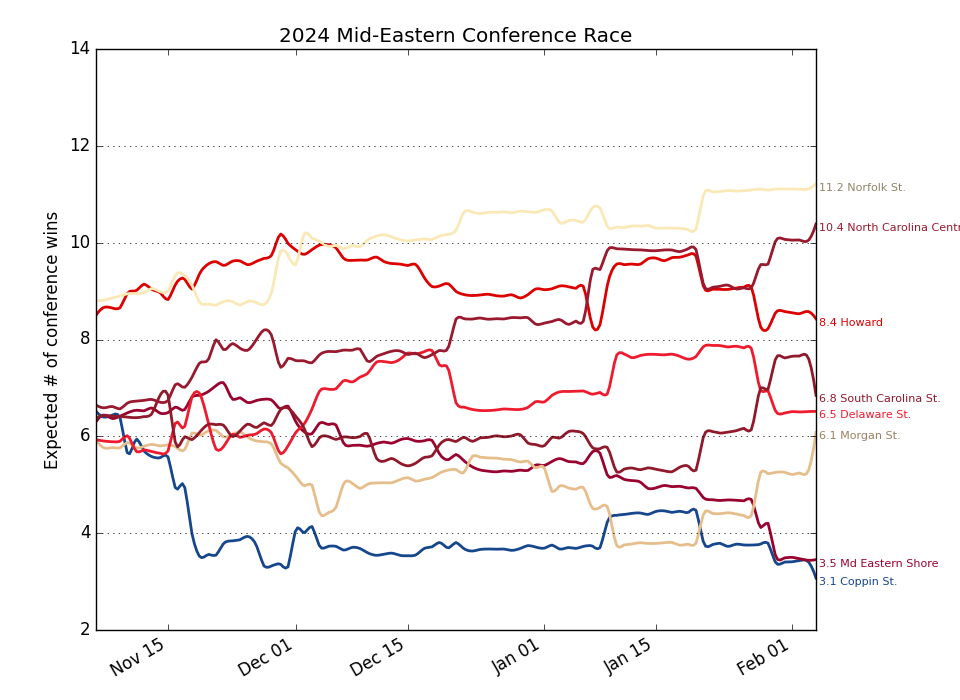 2024 Mid-Eastern Conference Race
Expected # of conference wins
14
12
10
8
6
4
2
11.2 Norfolk St.
10.4 North Carolina Centr
8.4 Howard
6.8 South Carolina St.
6.5 Delaware St.
6.1 Morgan St.
3.5 Md Eastern Shore
3.1 Coppin St.
Nov 15
Dec 01
Dec 15
Jan 01
Jan 15
Feb 01